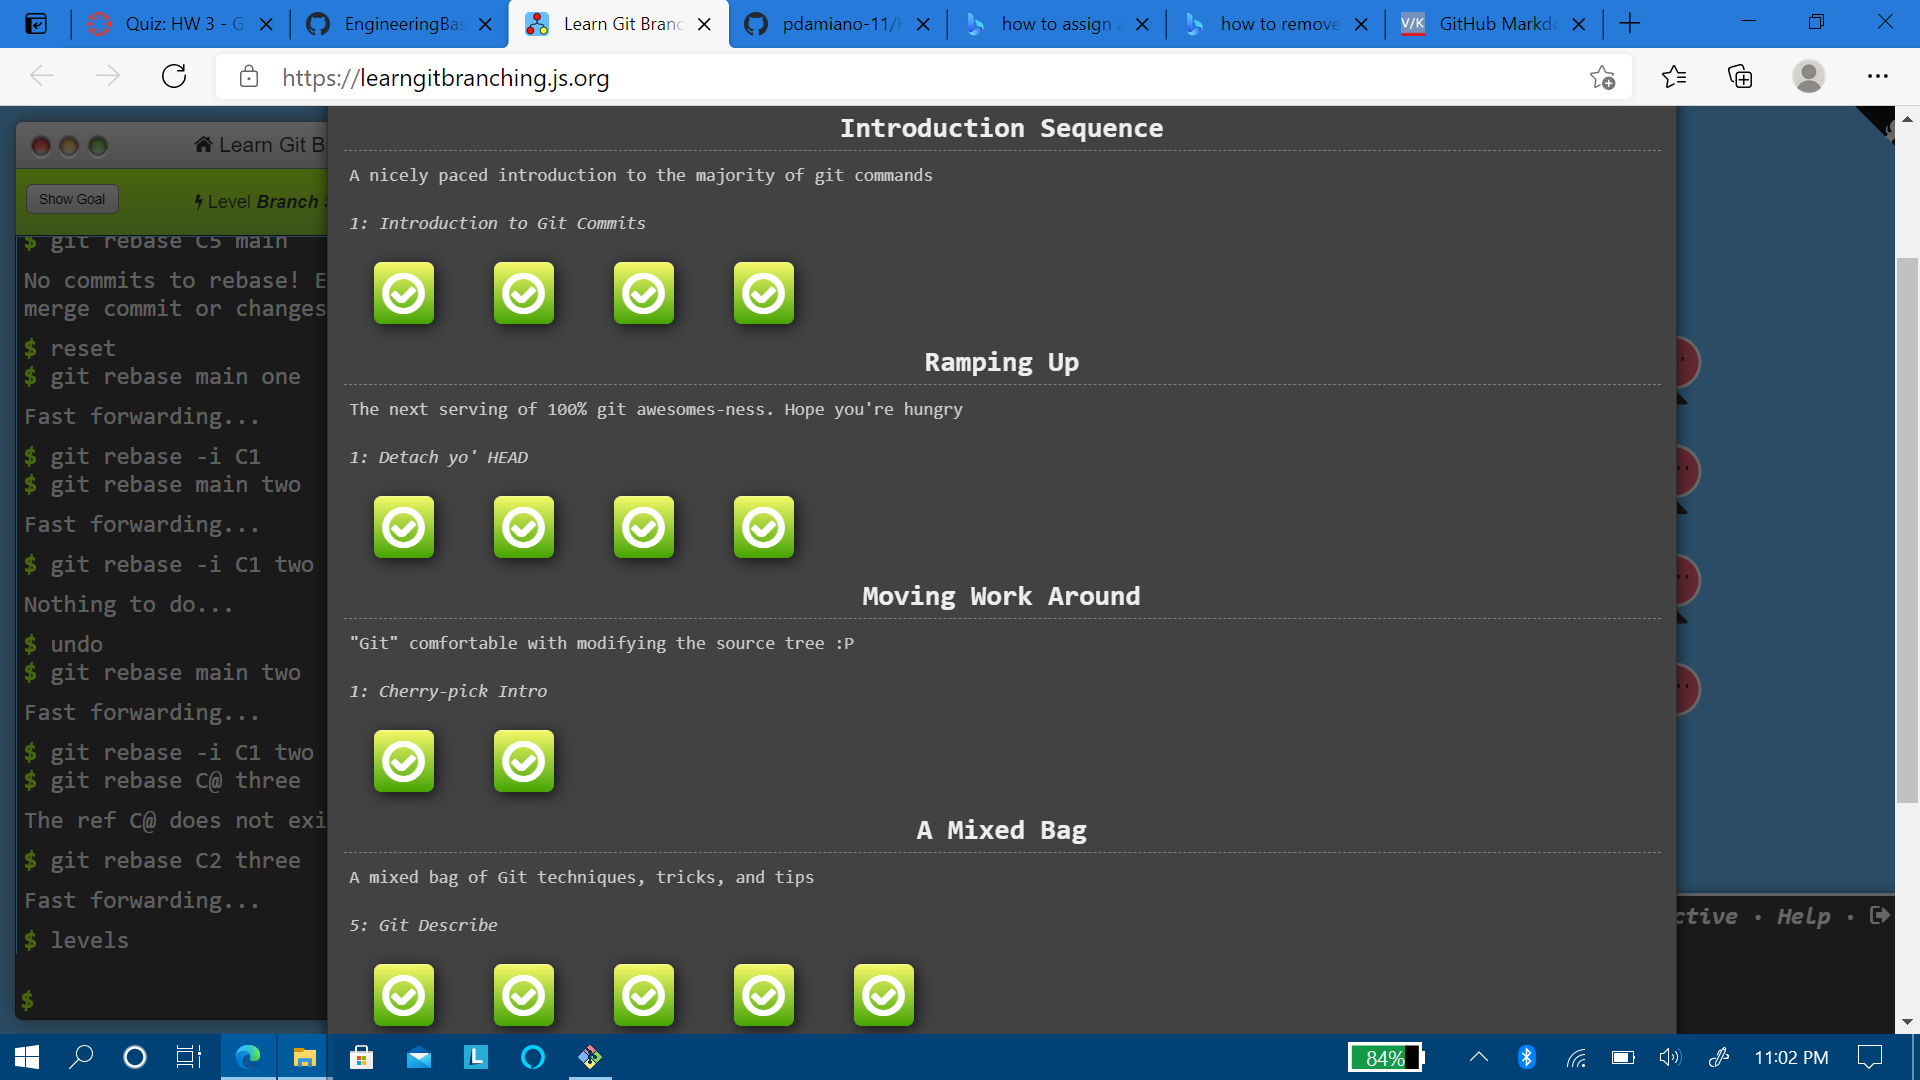 Quiz: HW 3 - G
EngineeringBas
Learn Git Branc
pdamiano-11/
how to assign
how to remove
V/K
GitHub Markd
https://learngitbranching.js.org
Learn Git B
Show Goal
Level Branch
$ git rebase C5 main
No commits to rebase! E
merge commit or changes
$ reset
$ git rebase main one
Fast forwarding...
$ git rebase -i C1
$ git rebase main two
Fast forwarding...
$ git rebase -i C1 two
Nothing to do...
$ undo
$ git rebase main two
Fast forwarding...
$ git rebase -i C1 two
$ git rebase C@ three
The ref C@ does not exi
$ git rebase C2 three
Fast forwarding...
$ levels
$
Introduction Sequence
A nicely paced introduction to the majority of git commands
1: Introduction to Git Commits
Ramping Up
The next serving of 100% git awesomes-ness. Hope you're hungry
1: Detach yo' HEAD
Moving Work Around
"Git" comfortable with modifying the source tree :P
1: Cherry-pick Intro
A Mixed Bag
A mixed bag of Git techniques, tricks, and tips
5: Git Describe
ctive • Help •
L
84%
11:02 PM